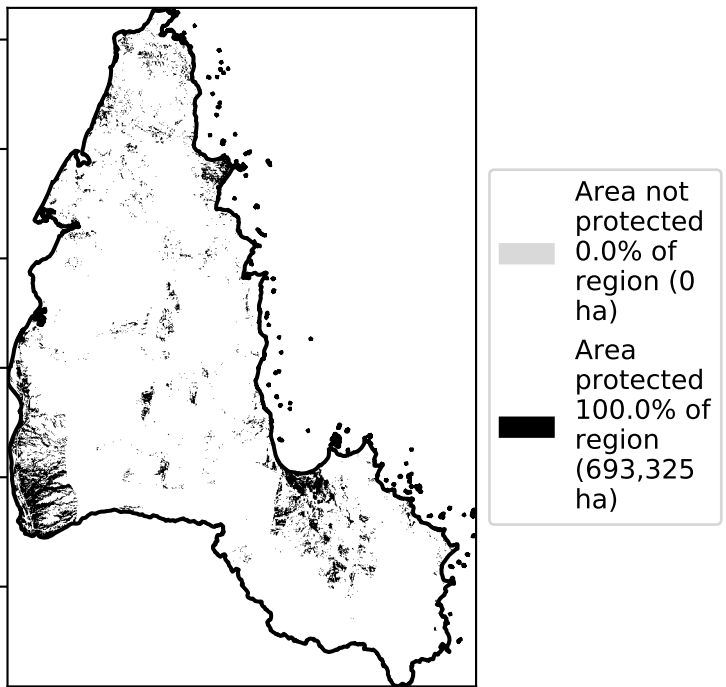 Area not
protected
0.0% of
region (0
ha)
Area
protected
100.0% of
region
(693,325
ha)